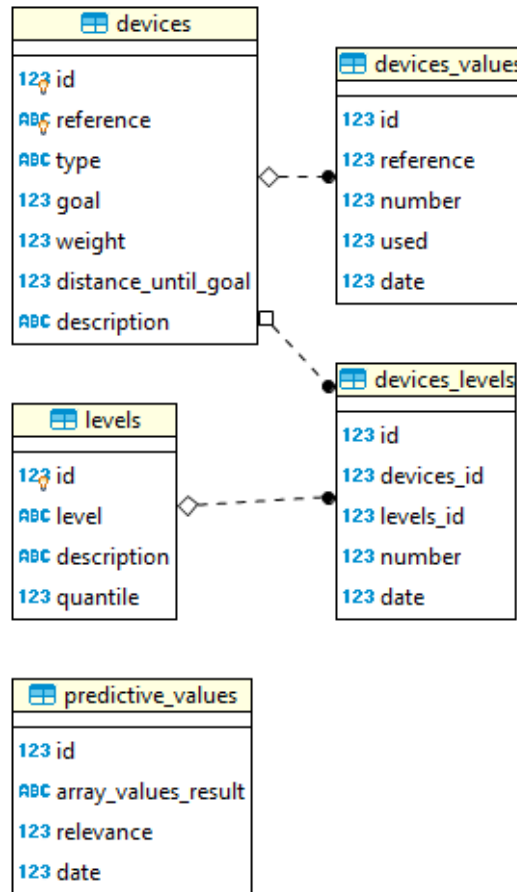 devices
123 id
ABC reference
ABC type
123 goal
123 weight
123 distance_until_goal
ABC description
devices_values
123 id
123 reference
123 number
123 used
123 date
devices_levels
123 id
123 devices_id
123 levels_id
123 number
123 date
levels
123 id
ABC level
ABC description
123 quantile
predictive_values
123 id
ABC array_values_result
123 relevance
123 date